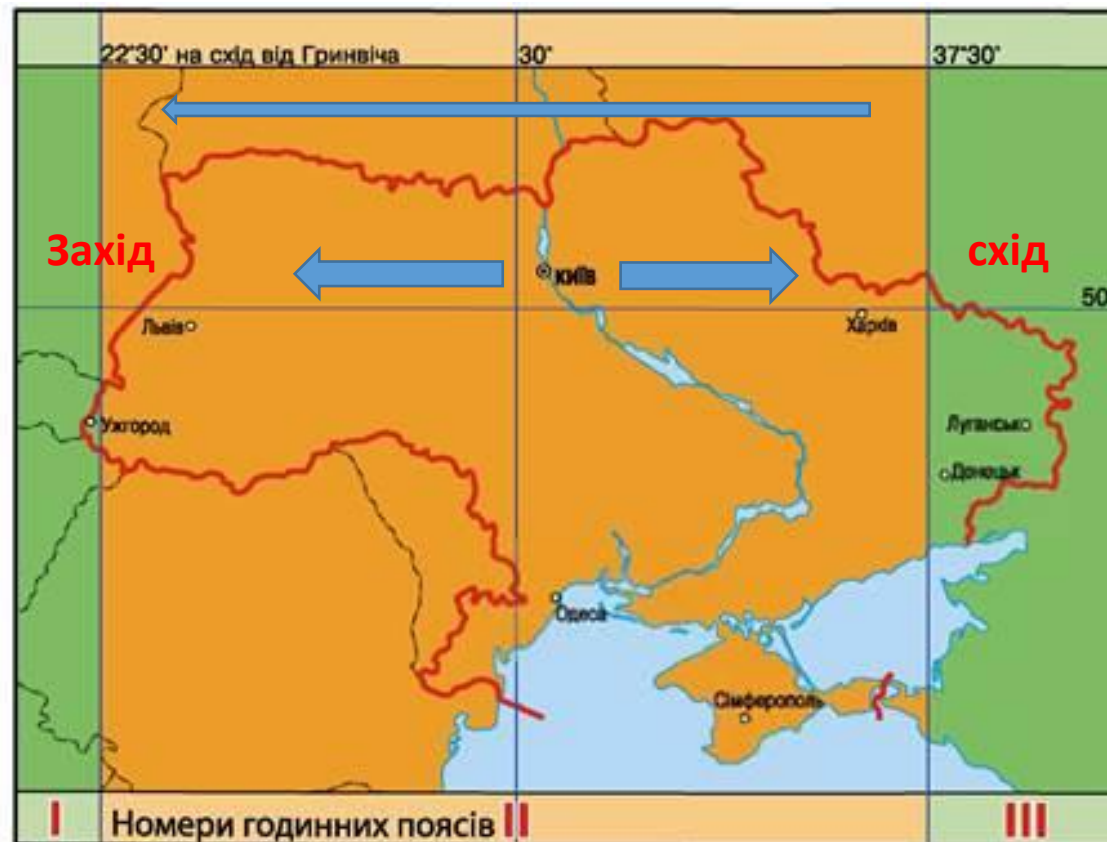 22°30' на схід від Гринвіча
30°
37°30'
Захід
схід
КИЇВ
50
Львів
Харків
Ужгород
Луганськ
Донецьк
Одеса
Сімферополь
I Номери годинних поясів II III